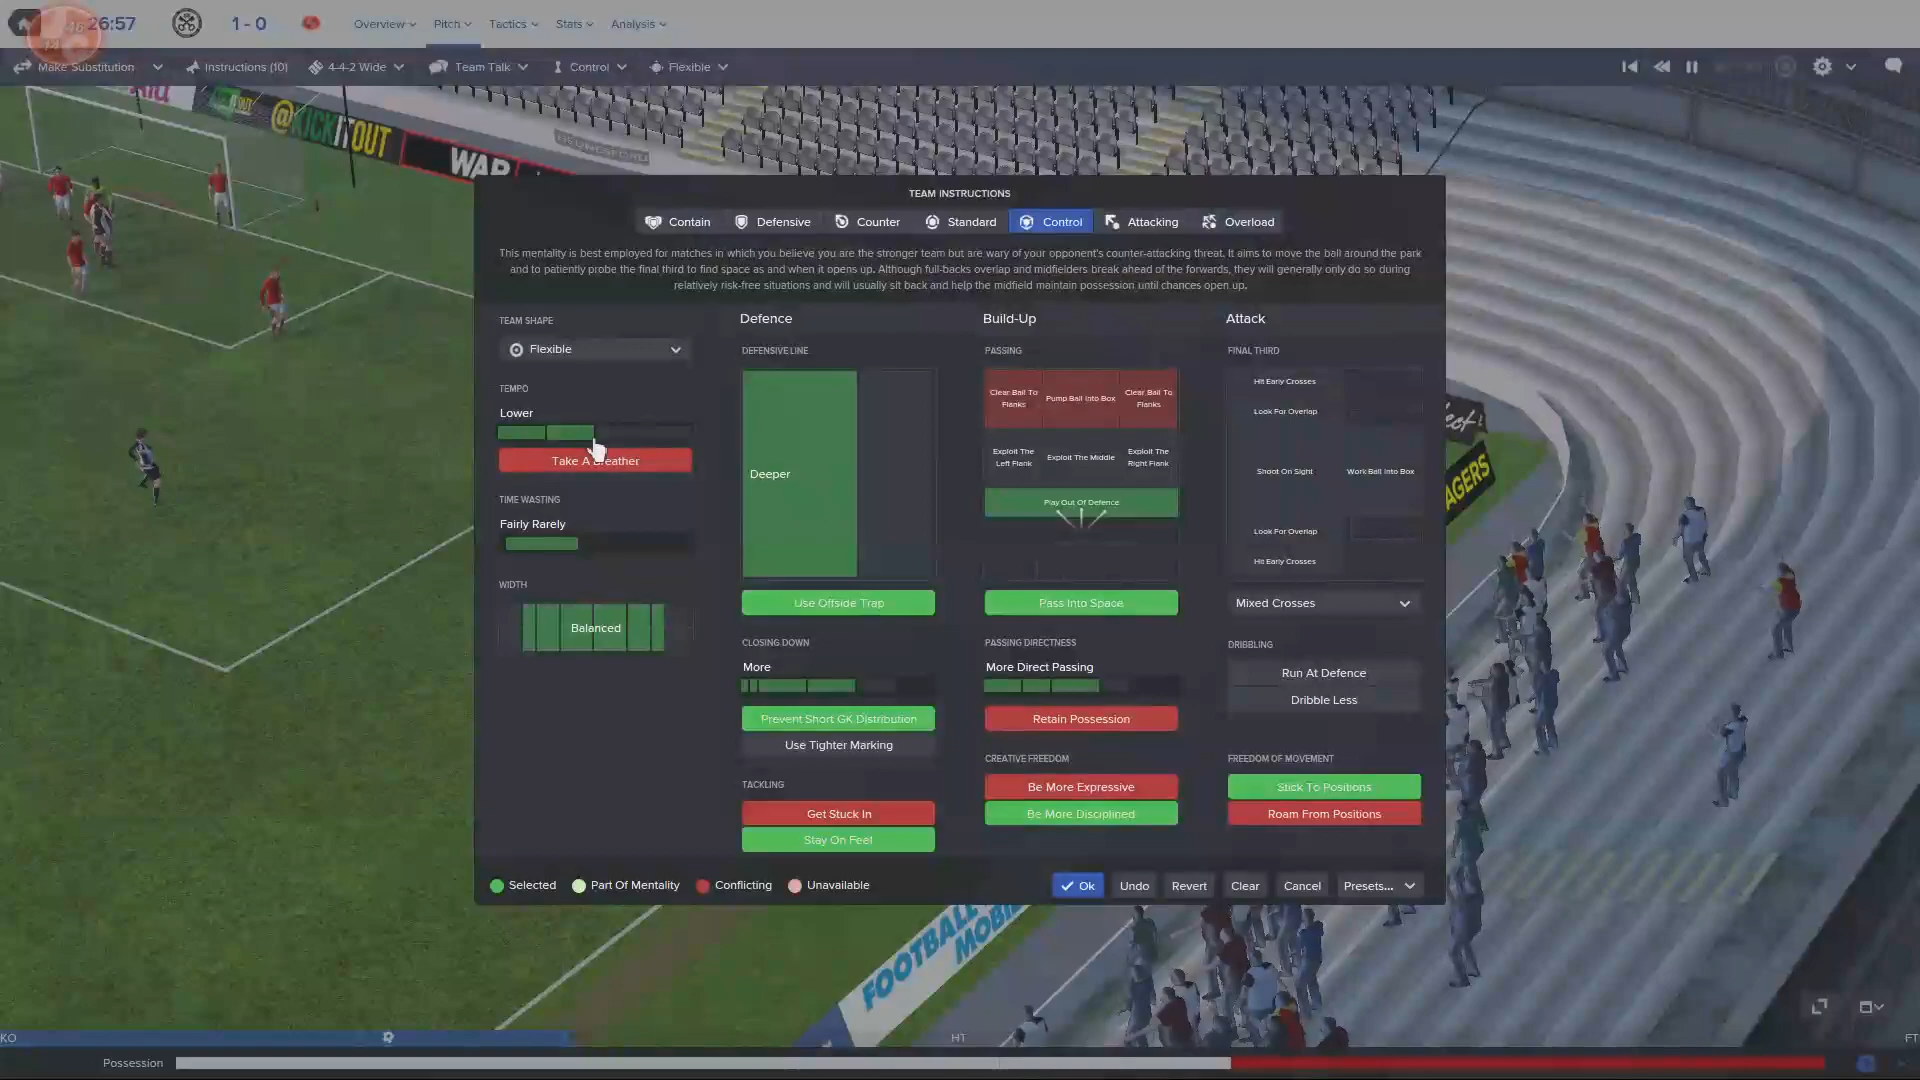 26:57
1 - 0
Overview
Pitch
Tactics
Stats
Analysis
Make Substitution
Instructions (10)
4-4-2 Wide
Team Talk
Control
Flexible
KICK IT OUT
@KICKITOUT
WAR
TEAM INSTRUCTIONS
Contain
Defensive
Counter
Standard
Control
Attacking
Overload
This mentality is best employed for matches in which you believe you are the stronger team but are wary of your opponent's counter-attacking threat. It aims to move the ball around the park
and to patiently probe the final third to find space as and when it opens up. Although full-backs overlap and midfielders break ahead of the forwards, they will generally only do so during
relatively risk-free situations and will usually sit back and help the midfield maintain possession until chances open up.
TEAM SHAPE
Flexible
TEMPO
Lower
Take A Breather
TIME WASTING
Fairly Rarely
WIDTH
Balanced
Defence
DEFENSIVE LINE
Deeper
Use Offside Trap
CLOSING DOWN
More
Prevent Short GK Distribution
Use Tighter Marking
TACKLING
Get Stuck In
Stay On Feet
Build-Up
PASSING
Clear Ball To
Flanks
Pump Ball Into Box
Clear Ball To
Flanks
Exploit The
Left Flank
Exploit The Middle
Exploit The
Right Flank
Play Out Of Defence
Pass Into Space
PASSING DIRECTNESS
More Direct Passing
Retain Possession
CREATIVE FREEDOM
Be More Expressive
Be More Disciplined
Attack
FINAL THIRD
Hit Early Crosses
Look For Overlap
Shoot On Sight
Work Ball Into Box
Look For Overlap
Hit Early Crosses
Mixed Crosses
DRIBBLING
Run At Defence
Dribble Less
FREEDOM OF MOVEMENT
Stick To Positions
Roam From Positions
Selected
Part Of Mentality
Conflicting
Unavailable
Ok
Undo
Revert
Clear
Cancel
Presets...
AGERS
FOOTBALL
MOBI
KO
HT
FT
Possession